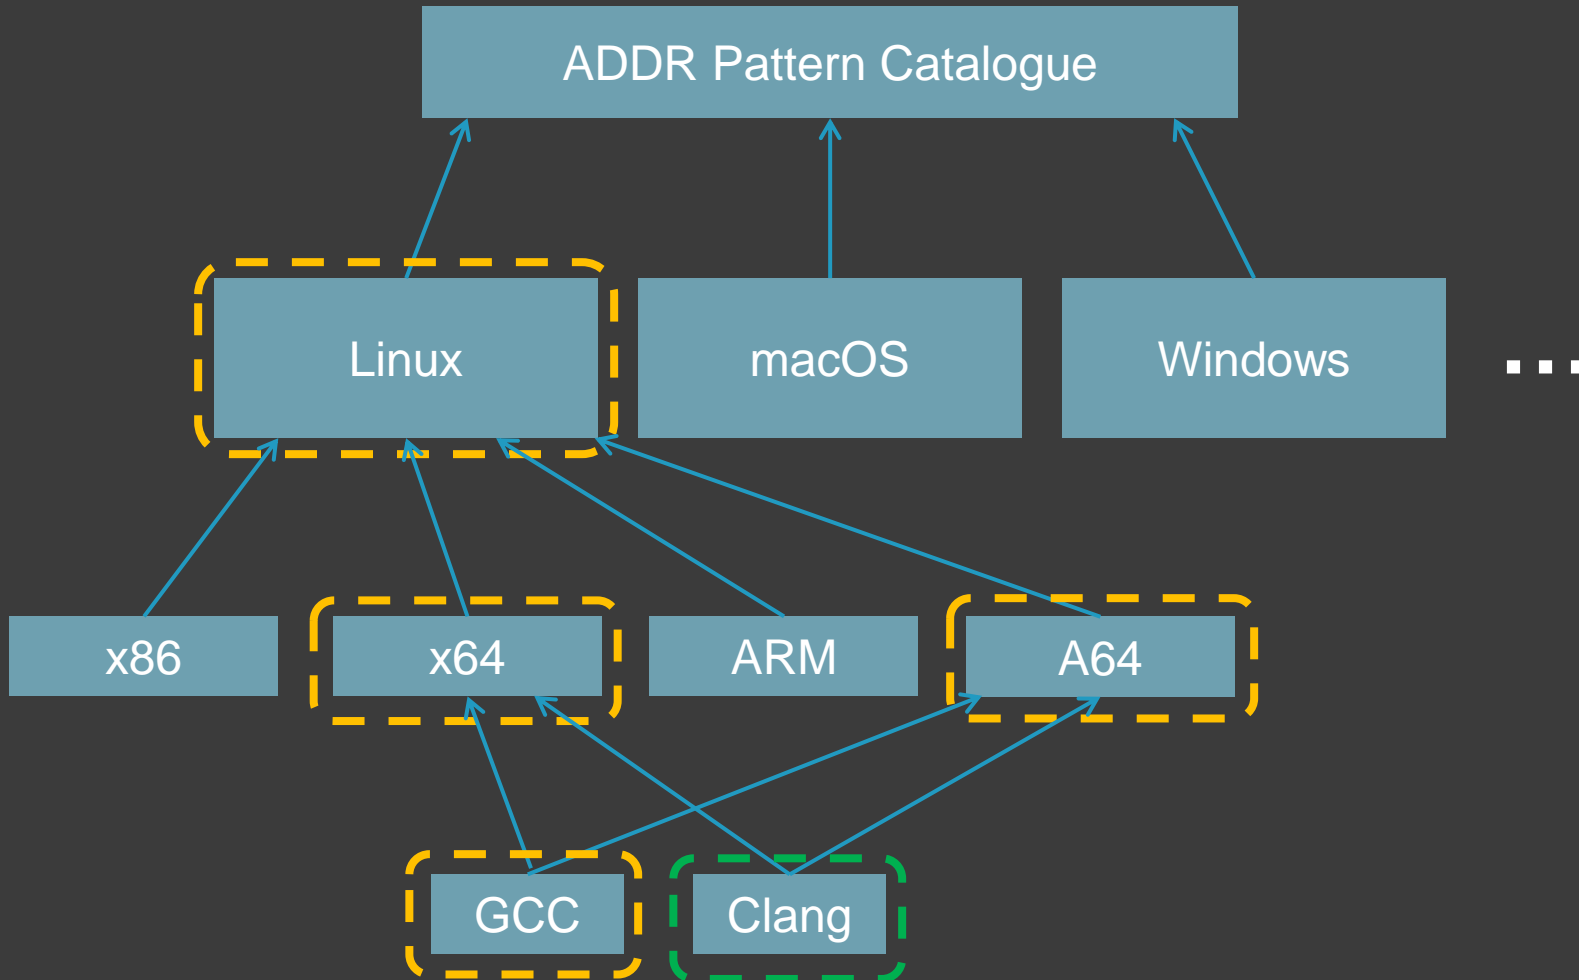 ADDR Pattern Catalogue
Linux
macOS
Windows
...
x86
x64
ARM
A64
GCC
Clang